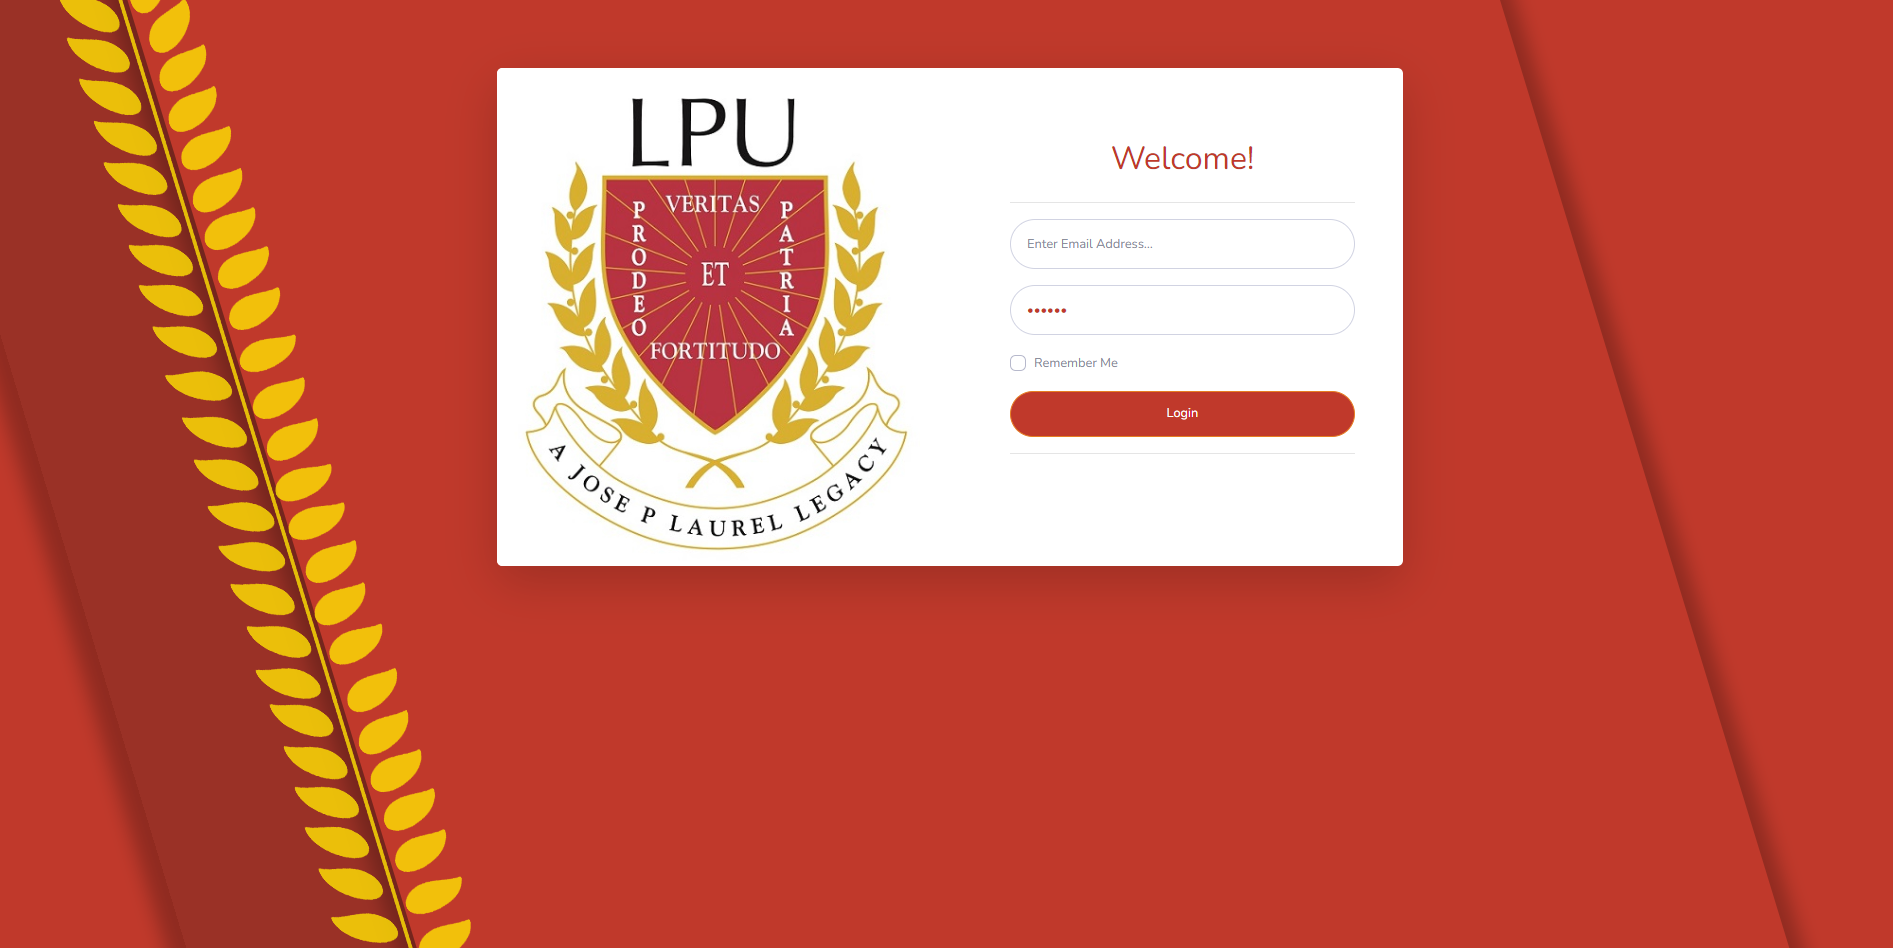 LPU
VERITAS
PRODEO
ET
PATRIA
FORTITUDO
A JOSE P LAUREL LEGACY
Welcome!
Enter Email Address...
••••••
Remember Me
Login